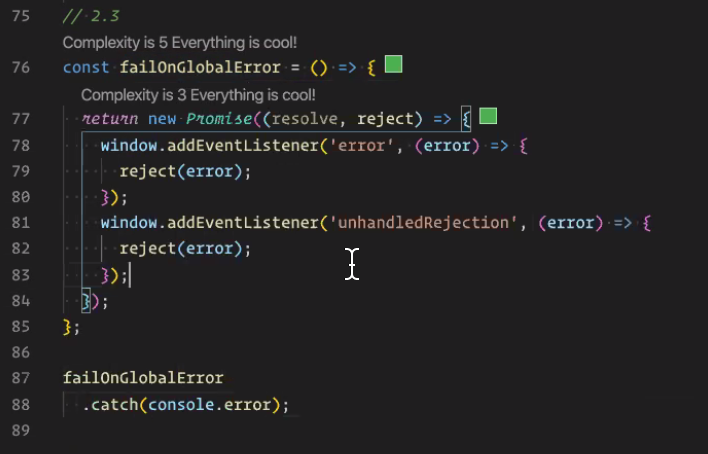 75 // 2.3
Complexity is 5 Everything is cool!
76 const failOnGlobalError = () => {
Complexity is 3 Everything is cool!
77 return new Promise((resolve, reject) => {
78 window.addEventListener('error', (error) => {
79 reject(error);
80 });
81 window.addEventListener('unhandledRejection', (error) => {
82 reject(error);
83 });
84 });
85 };
86
87 failOnGlobalError
88 .catch(console.error);
89